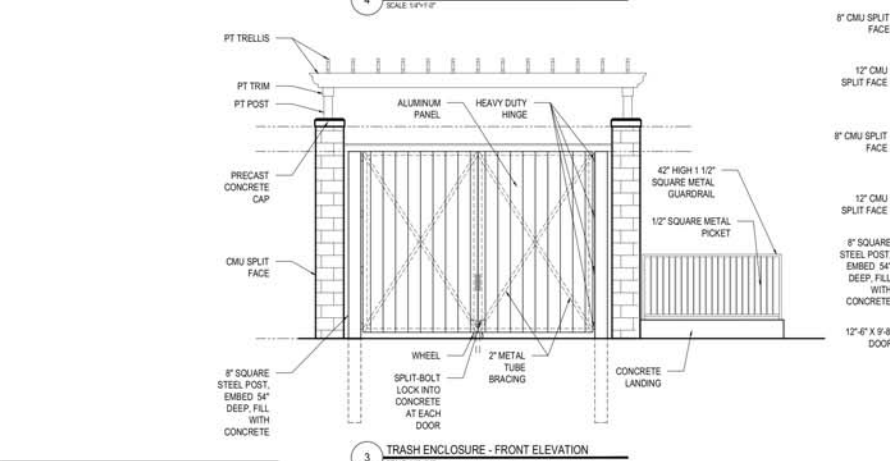 4
SCALE: 1/4"=1'-0"
PT TRELLIS
PT TRIM
PT POST
PRECAST
CONCRETE
CAP
CMU SPLIT
FACE
8" SQUARE
STEEL POST,
EMBED 54"
DEEP, FILL
WITH
CONCRETE
ALUMINUM
PANEL
HEAVY DUTY
HINGE
WHEEL
SPLIT-BOLT
LOCK INTO
CONCRETE
AT EACH
DOOR
2" METAL
TUBE
BRACING
42" HIGH 1 1/2"
SQUARE METAL
GUARDRAIL
1/2" SQUARE METAL
PICKET
CONCRETE
LANDING
8" CMU SPLIT
FACE
12" CMU
SPLIT FACE
8" CMU SPLIT
FACE
12" CMU
SPLIT FACE
8" SQUARE
STEEL POST,
EMBED 54"
DEEP, FILL
WITH
CONCRETE
12'-6" X 9'-8
DOOR
3
TRASH ENCLOSURE - FRONT ELEVATION